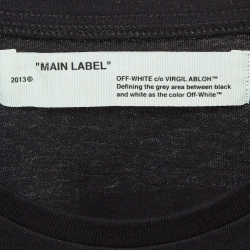 "MAIN LABEL"
2013®
OFF-WHITE c/o VIRGIL ABLOH™
Defining the grey area between black
and white as the color Off-White™